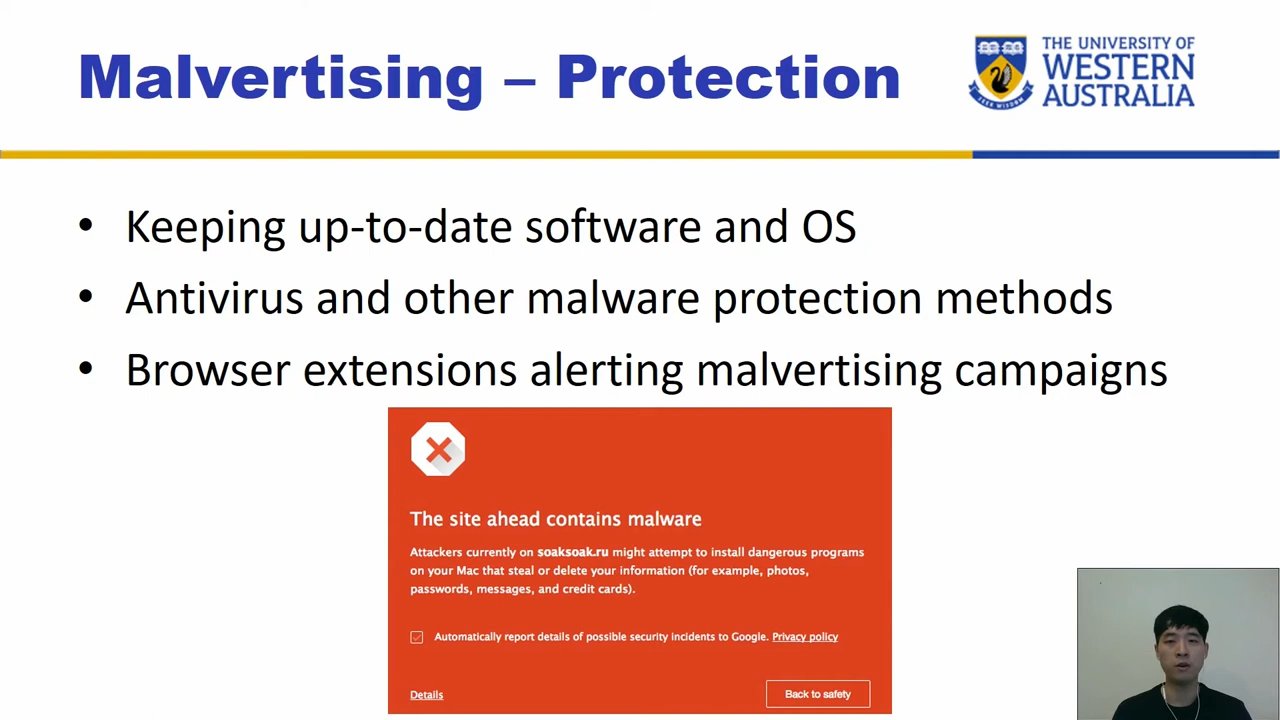 Malvertising – Protection
THE UNIVERSITY OF
WESTERN
AUSTRALIA
SEEK WISDOM
• Keeping up-to-date software and OS
• Antivirus and other malware protection methods
• Browser extensions alerting malvertising campaigns
The site ahead contains malware
Attackers currently on soaksoak.ru might attempt to install dangerous programs
on your Mac that steal or delete your information (for example, photos,
passwords, messages, and credit cards).
Automatically report details of possible security incidents to Google. Privacy policy
Details
Back to safety